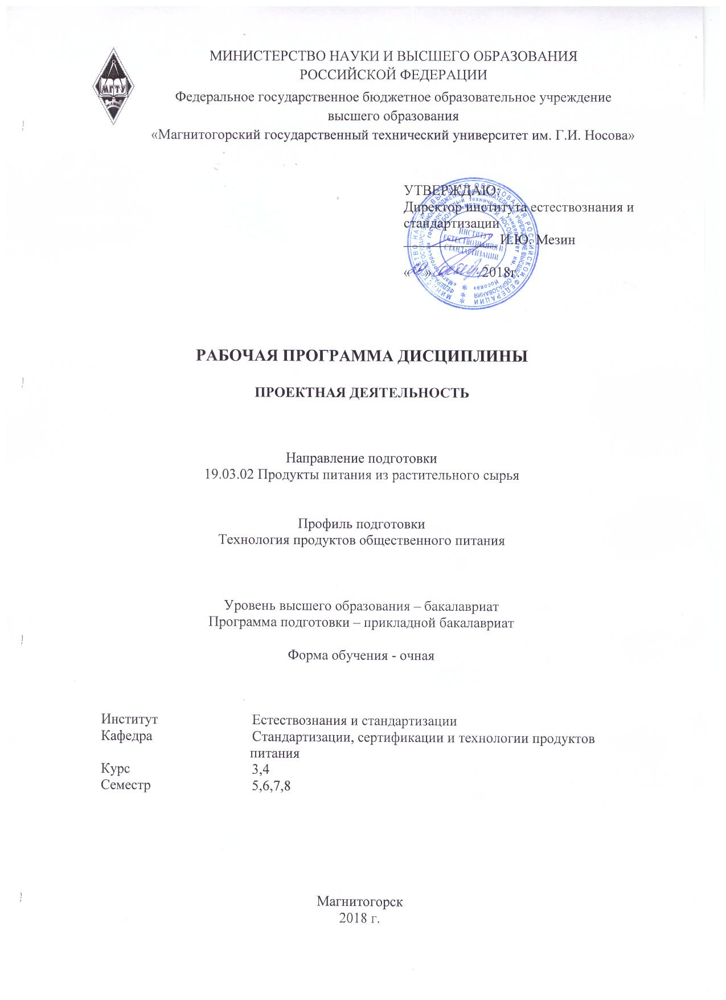 МИНИСТЕРСТВО НАУКИ И ВЫСШЕГО ОБРАЗОВАНИЯ
РОССИЙСКОЙ ФЕДЕРАЦИИ
Федеральное государственное бюджетное образовательное учреждение
высшего образования
«Магнитогорский государственный технический университет им. Г.И. Носова»
МГТУ
УТВЕРЖДАЮ:
Директор института естествознания и
стандартизации
И.Ю. Мезин
« » 2018г.
ИНСТИТУТ
ЕСТЕСТВОЗНАНИЯ И
СТАНДАРТИЗАЦИИ
РАБОЧАЯ ПРОГРАММА ДИСЦИПЛИНЫ
ПРОЕКТНАЯ ДЕЯТЕЛЬНОСТЬ
Направление подготовки
19.03.02 Продукты питания из растительного сырья
Профиль подготовки
Технология продуктов общественного питания
Уровень высшего образования – бакалавриат
Программа подготовки – прикладной бакалавриат
Форма обучения - очная
Институт Естествознания и стандартизации
Кафедра Стандартизации, сертификации и технологии продуктов
питания
Курс 3,4
Семестр 5,6,7,8
Магнитогорск
2018 г.